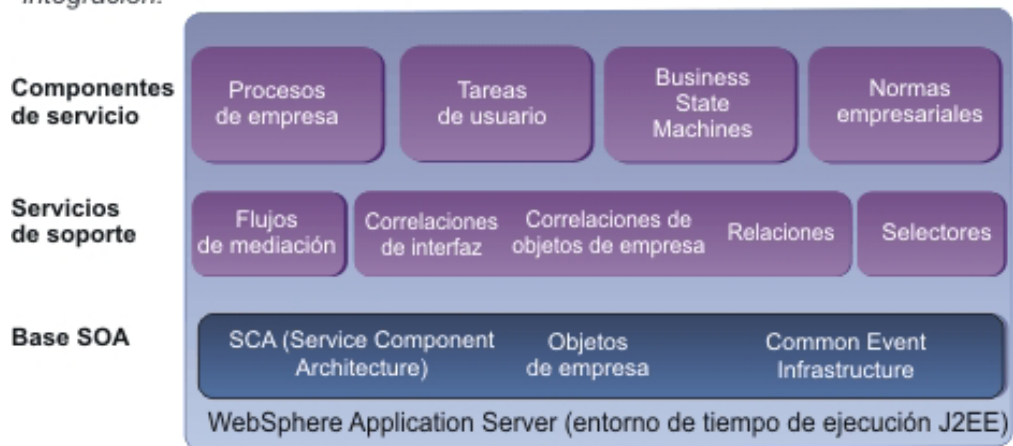 integración.
Componentes
de servicio
Procesos
de empresa
Tareas
de usuario
Business
State
Machines
Normas
empresariales
Servicios
de soporte
Flujos
de mediación
Correlaciones
de interfaz
Correlaciones de
objetos de empresa
Relaciones
Selectores
Base SOA
SCA (Service Component
Architecture)
Objetos
de empresa
Common Event
Infrastructure
WebSphere Application Server (entorno de tiempo de ejecución J2EE)